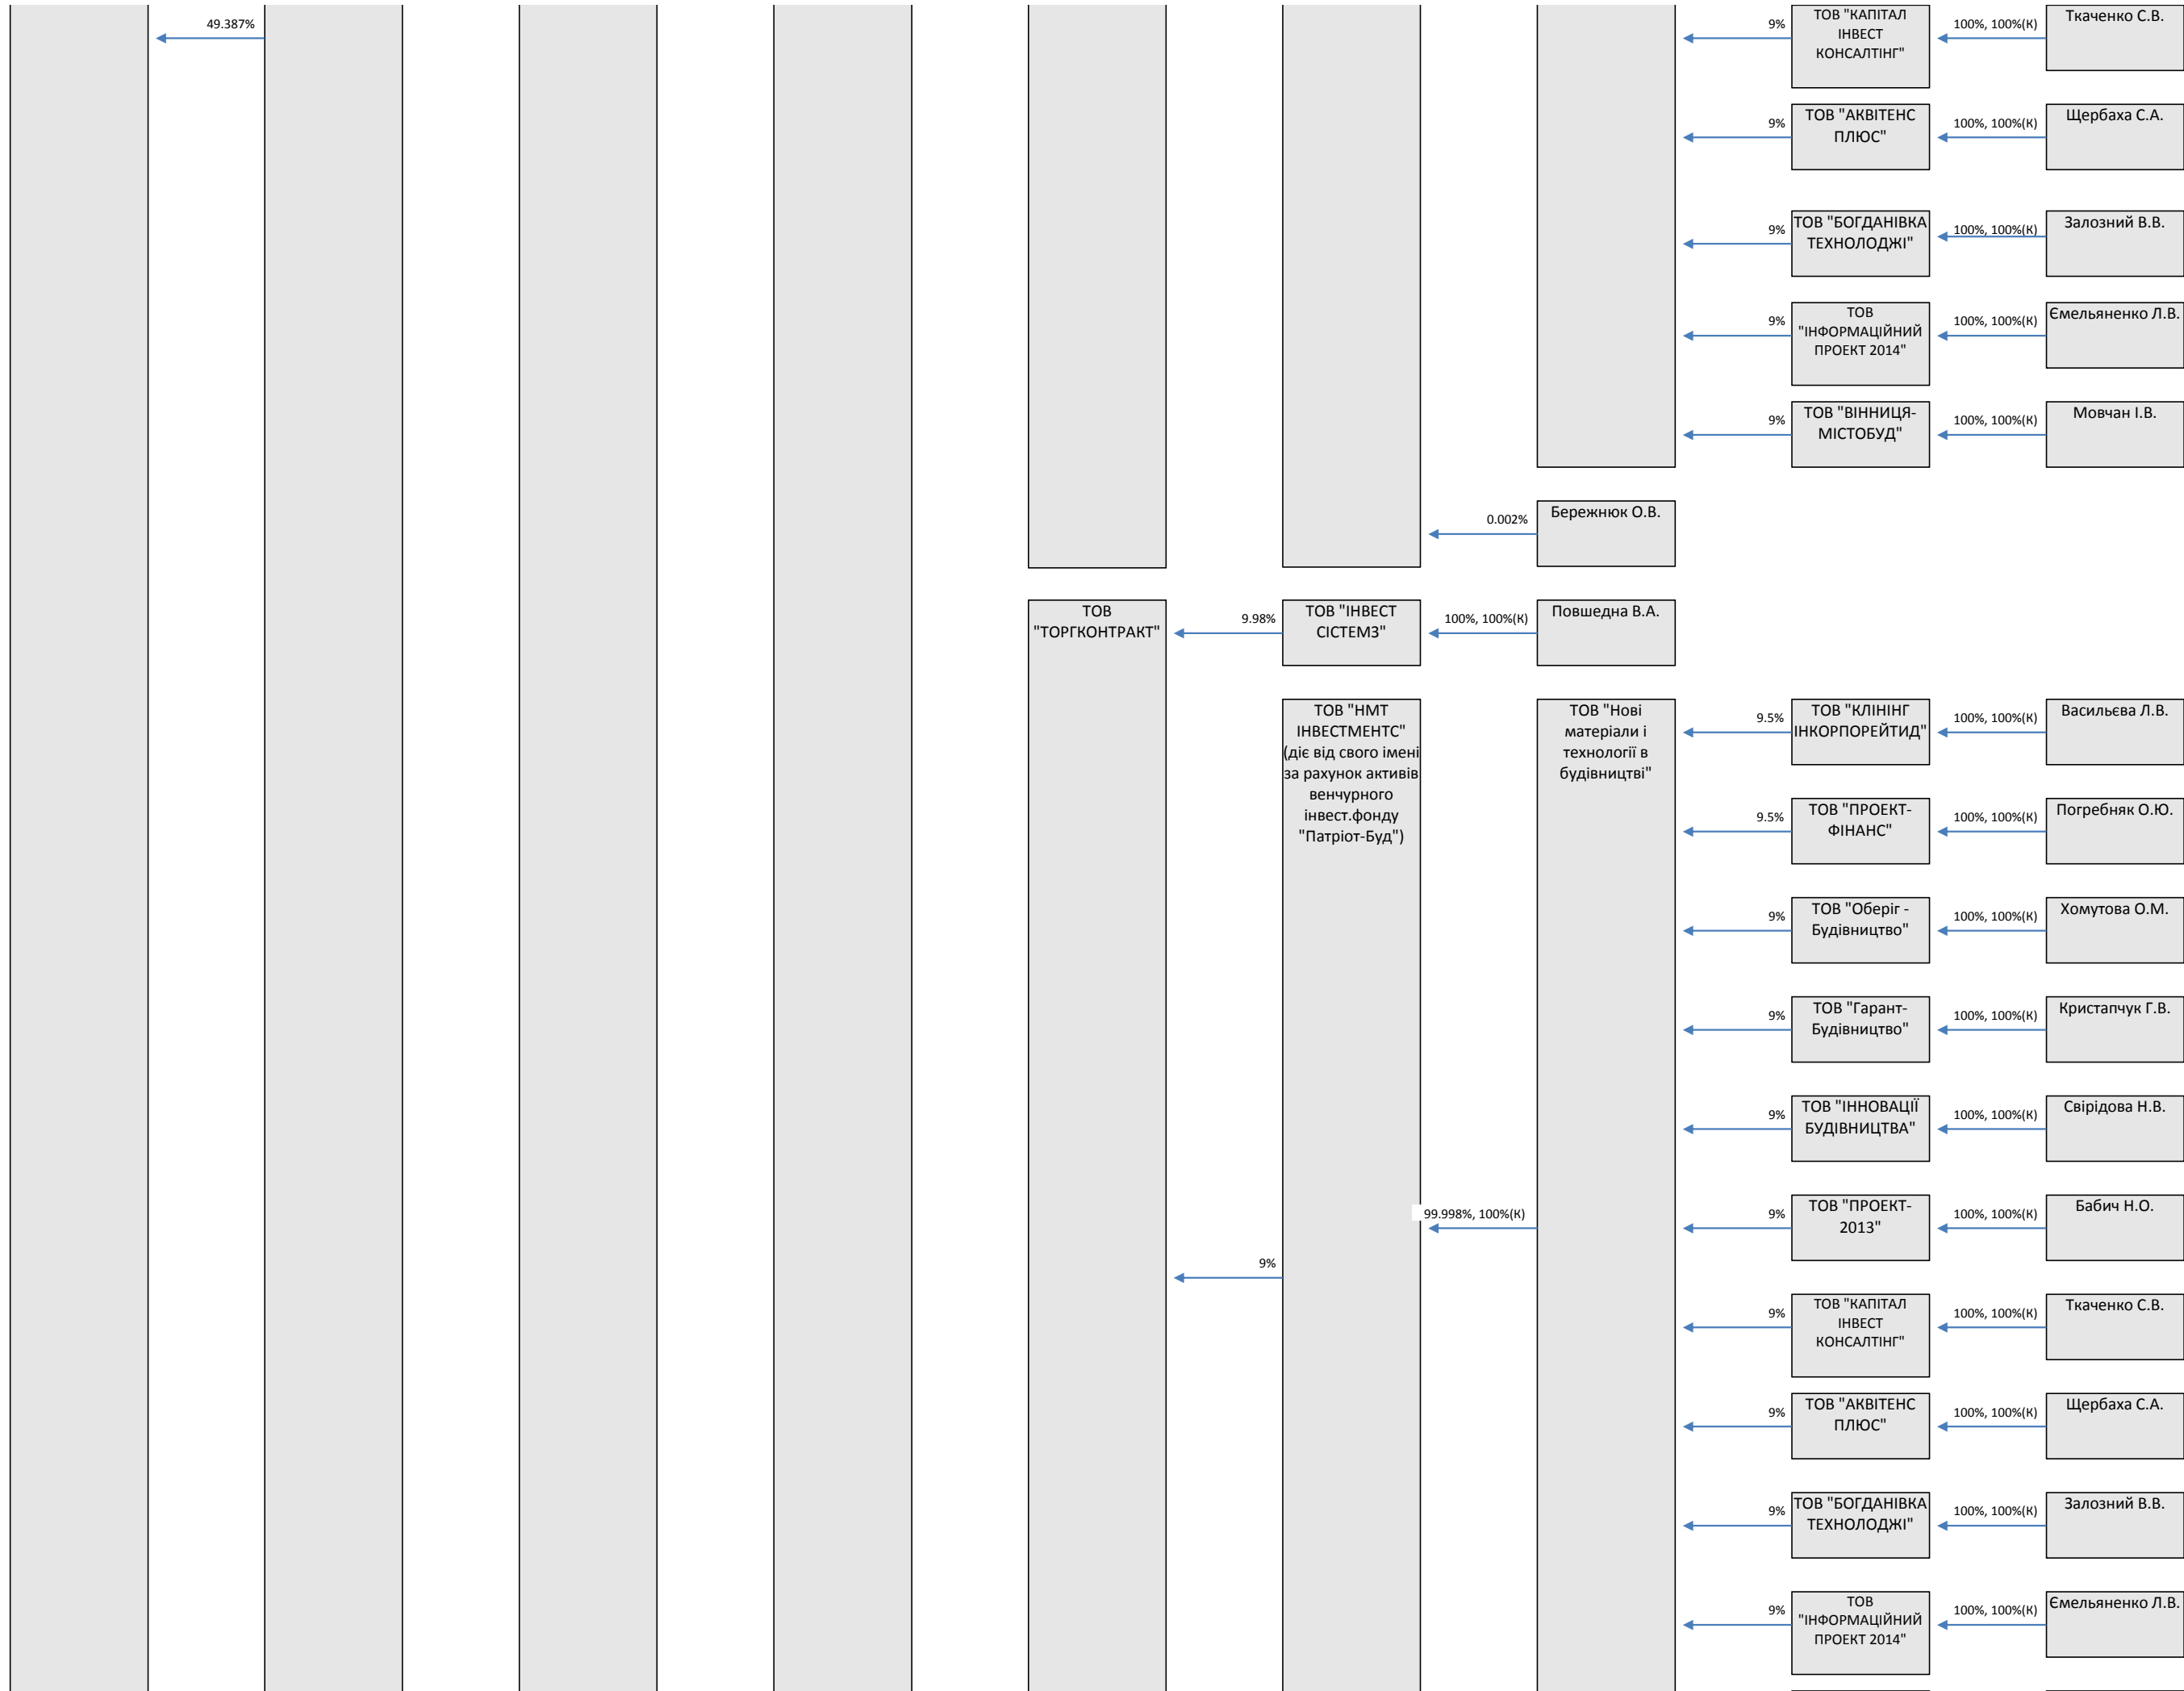 49.387%
9%
ТОВ "КАПІТАЛ
ІНВЕСТ
КОНСАЛТІНГ"
100%, 100%(К)
Ткаченко С.В.
9%
ТОВ "АКВІТЕНС
ПЛЮС"
100%, 100%(К)
Щербаха С.А.
9%
ТОВ "БОГДАНІВКА
ТЕХНОЛОДЖІ"
100%, 100%(К)
Залозний В.В.
9%
ТОВ
"ІНФОРМАЦІЙНИЙ
ПРОЕКТ 2014"
100%, 100%(К)
Ємельяненко Л.В.
9%
ТОВ "ВІННИЦЯ-
МІСТОБУД"
100%, 100%(К)
Мовчан І.В.
0.002%
Бережнюк О.В.
ТОВ
"ТОРГКОНТРАКТ"
9.98%
ТОВ "ІНВЕСТ
СІСТЕМЗ"
100%, 100%(К)
Повшедна В.А.
ТОВ "НМТ
ІНВЕСТМЕНТС"
(діє від свого імені
за рахунок активів
венчурного
інвест.фонду
"Патріот-Буд")
ТОВ "Нові
матеріали і
технології в
будівництві"
9.5%
ТОВ "КЛІНІНГ
ІНКОРПОРЕЙТИД"
100%, 100%(К)
Васильєва Л.В.
9.5%
ТОВ "ПРОЕКТ-
ФІНАНС"
100%, 100%(К)
Погребняк О.Ю.
9%
ТОВ "Оберіг -
Будівництво"
100%, 100%(К)
Хомутова О.М.
9%
ТОВ "Гарант-
Будівництво"
100%, 100%(К)
Кристапчук Г.В.
9%
ТОВ "ІННОВАЦІЇ
БУДІВНИЦТВА"
100%, 100%(К)
Свірідова Н.В.
99.998%, 100%(К)
9%
ТОВ "ПРОЕКТ-
2013"
100%, 100%(К)
Бабич Н.О.
9%
9%
ТОВ "КАПІТАЛ
ІНВЕСТ
КОНСАЛТІНГ"
100%, 100%(К)
Ткаченко С.В.
9%
ТОВ "АКВІТЕНС
ПЛЮС"
100%, 100%(К)
Щербаха С.А.
9%
ТОВ "БОГДАНІВКА
ТЕХНОЛОДЖІ"
100%, 100%(К)
Залозний В.В.
9%
ТОВ
"ІНФОРМАЦІЙНИЙ
ПРОЕКТ 2014"
100%, 100%(К)
Ємельяненко Л.В.